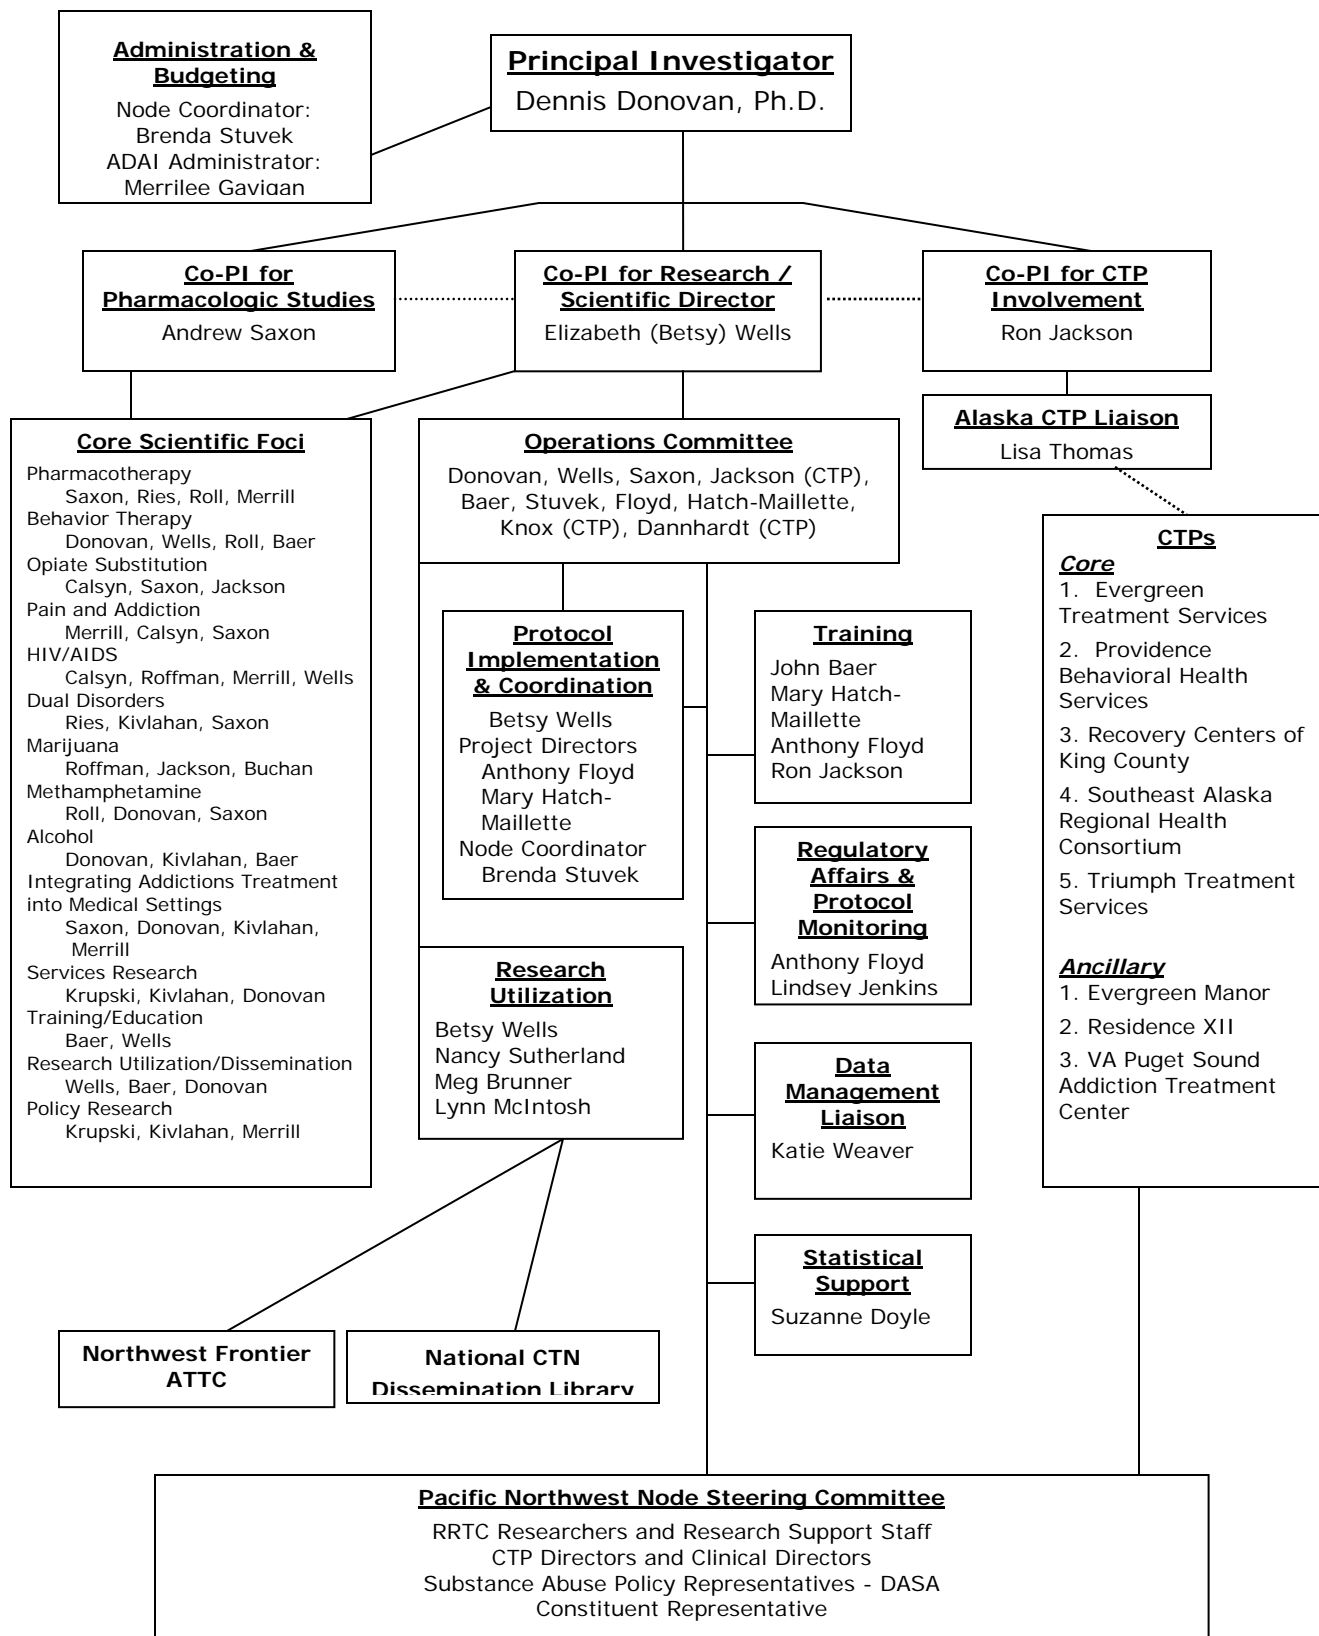 Administration &
Budgeting
Node Coordinator:
Brenda Stuvek
ADAI Administrator:
Merrilee Gavigan
Principal Investigator
Dennis Donovan, Ph.D.
Co-PI for
Pharmacologic Studies
Andrew Saxon
Co-PI for Research /
Scientific Director
Elizabeth (Betsy) Wells
Co-PI for CTP
Involvement
Ron Jackson
Alaska CTP Liaison
Lisa Thomas
Core Scientific Foci
Pharmacotherapy
Saxon, Ries, Roll, Merrill
Behavior Therapy
Donovan, Wells, Roll, Baer
Opiate Substitution
Calsyn, Saxon, Jackson
Pain and Addiction
Merrill, Calsyn, Saxon
HIV/AIDS
Calsyn, Roffman, Merrill, Wells
Dual Disorders
Ries, Kivlahan, Saxon
Marijuana
Roffman, Jackson, Buchan
Methamphetamine
Roll, Donovan, Saxon
Alcohol
Donovan, Kivlahan, Baer
Integrating Addictions Treatment
into Medical Settings
Saxon, Donovan, Kivlahan,
Merrill
Services Research
Krupski, Kivlahan, Donovan
Training/Education
Baer, Wells
Research Utilization/Dissemination
Wells, Baer, Donovan
Policy Research
Krupski, Kivlahan, Merrill
Operations Committee
Donovan, Wells, Saxon, Jackson (CTP),
Baer, Stuvek, Floyd, Hatch-Maillette,
Knox (CTP), Dannhardt (CTP)
Protocol
Implementation
& Coordination
Betsy Wells
Project Directors
Anthony Floyd
Mary Hatch-
Maillette
Node Coordinator
Brenda Stuvek
Research
Utilization
Betsy Wells
Nancy Sutherland
Meg Brunner
Lynn McIntosh
Training
John Baer
Mary Hatch-
Maillette
Anthony Floyd
Ron Jackson
Regulatory
Affairs &
Protocol
Monitoring
Anthony Floyd
Lindsey Jenkins
Data
Management
Liaison
Katie Weaver
Statistical
Support
Suzanne Doyle
CTPs
Core
1. Evergreen
Treatment Services
2. Providence
Behavioral Health
Services
3. Recovery Centers of
King County
4. Southeast Alaska
Regional Health
Consortium
5. Triumph Treatment
Services
Ancillary
1. Evergreen Manor
2. Residence XII
3. VA Puget Sound
Addiction Treatment
Center
Northwest Frontier
ATTC
National CTN
Dissemination Library
Pacific Northwest Node Steering Committee
RRTC Researchers and Research Support Staff
CTP Directors and Clinical Directors
Substance Abuse Policy Representatives - DASA
Constituent Representative